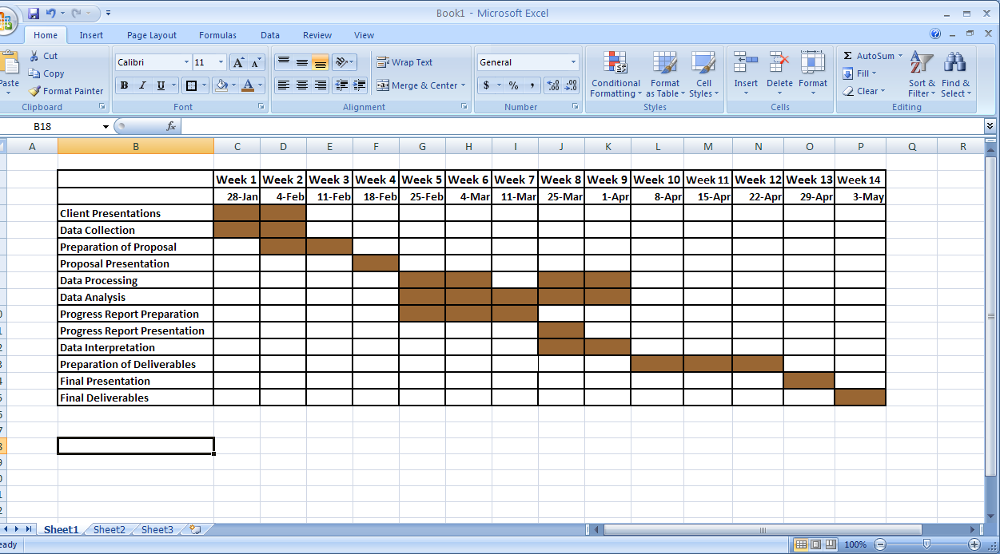 Book1 - Microsoft Excel
Home Insert Page Layout Formulas Data Review View
Cut Calibri 11 A A Wrap Text General Σ AutoSum
Copy Fill
Paste Format Painter B I U A Merge & Center $ % , .00 .0 Conditional Formatting Format as Table Cell Styles Insert Delete Format Clear Sort & Filter Find & Select
Clipboard Font Alignment Number Styles Cells Editing
B18 fx
A B C D E F G H I J K L M N O P Q R
Week 1 Week 2 Week 3 Week 4 Week 5 Week 6 Week 7 Week 8 Week 9 Week 10 Week 11 Week 12 Week 13 Week 14
28-Jan 4-Feb 11-Feb 18-Feb 25-Feb 4-Mar 11-Mar 25-Mar 1-Apr 8-Apr 15-Apr 22-Apr 29-Apr 3-May
Client Presentations
Data Collection
Preparation of Proposal
Proposal Presentation
Data Processing
Data Analysis
Progress Report Preparation
Progress Report Presentation
Data Interpretation
Preparation of Deliverables
Final Presentation
Final Deliverables
Sheet1 Sheet2 Sheet3
eady 100%